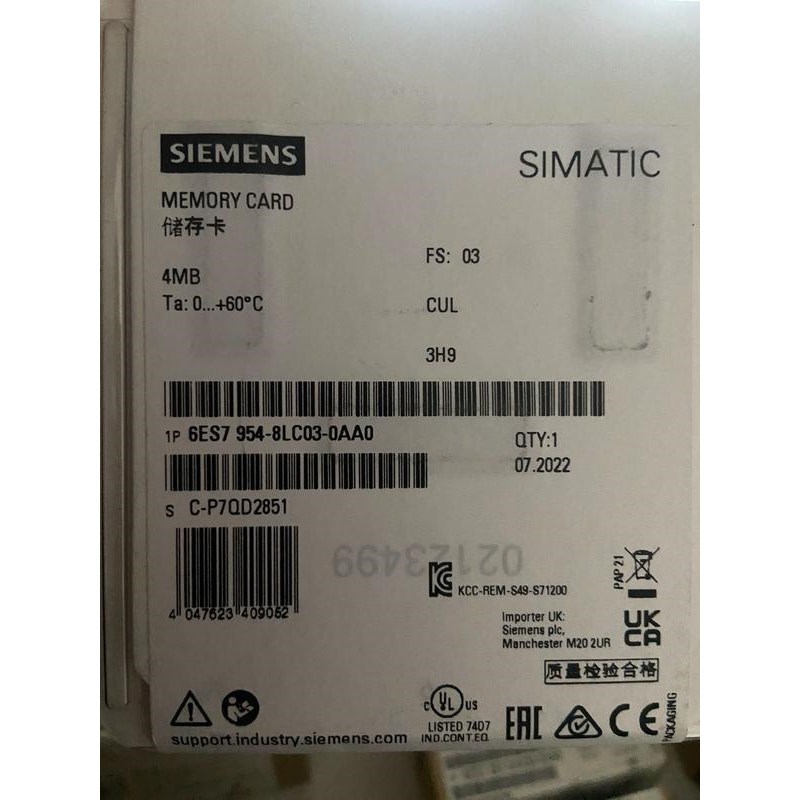 SIEMENS
SIMATIC
MEMORY CARD
储存卡
FS: 03
4MB
Ta: 0...+60°C
CUL
3H9
1P 6ES7 954-8LC03-0AA0
QTY:1
07.2022
S C-P7QD2851
02123499
4 047623 409052
KCC-REM-S49-S71200
PAP 21
Importer UK:
Siemens plc,
Manchester M20 2UR
UK
CA
质量检验合格
C UL US
LISTED 74D7
IND.CONT.EQ.
EAC
CE
PACKAGING
support.industry.siemens.com